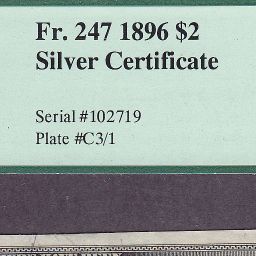 Fr. 247 1896 $2
Silver Certificate
Serial #102719
Plate #C3/1